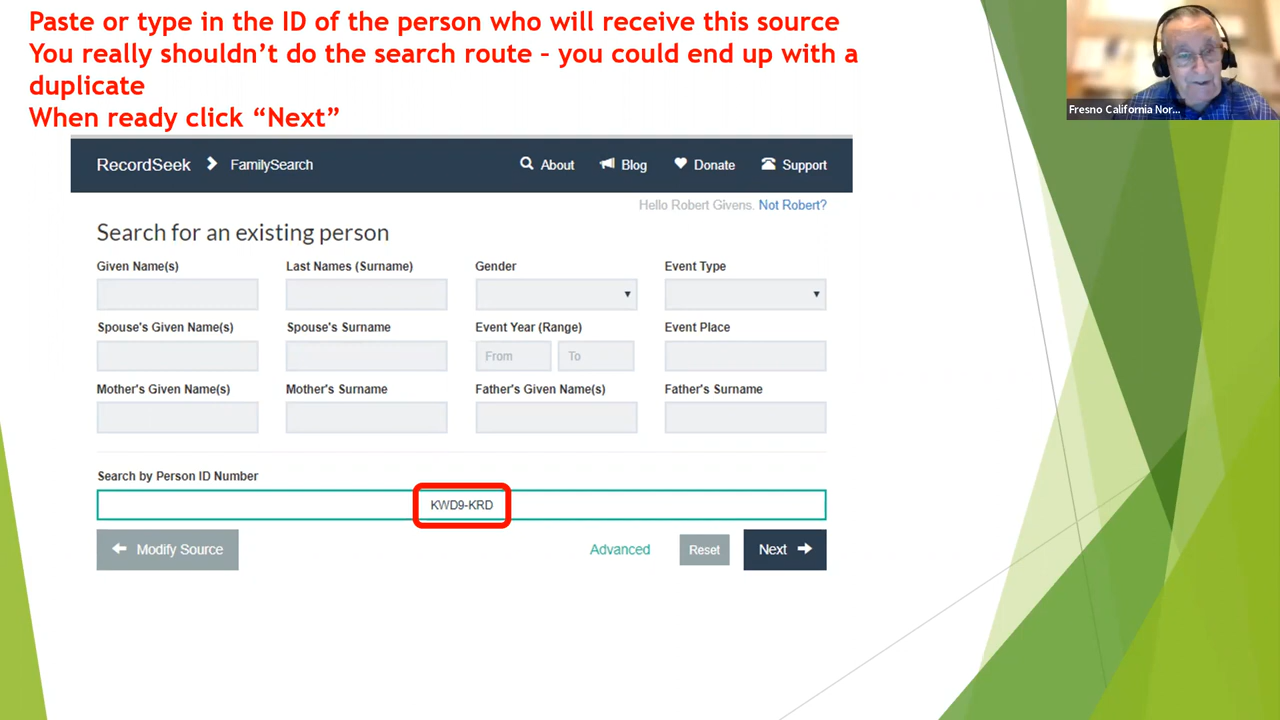 Paste or type in the ID of the person who will receive this source
You really shouldn't do the search route – you could end up with a
duplicate
When ready click “Next”
Fresno California Nor...
RecordSeek FamilySearch About Blog Donate Support
Hello Robert Givens. Not Robert?
Search for an existing person
Given Name(s) Last Names (Surname) Gender Event Type
Spouse's Given Name(s) Spouse's Surname Event Year (Range) Event Place
From To
Mother's Given Name(s) Mother's Surname Father's Given Name(s) Father's Surname
Search by Person ID Number
KWD9-KRD
Modify Source Advanced Reset Next